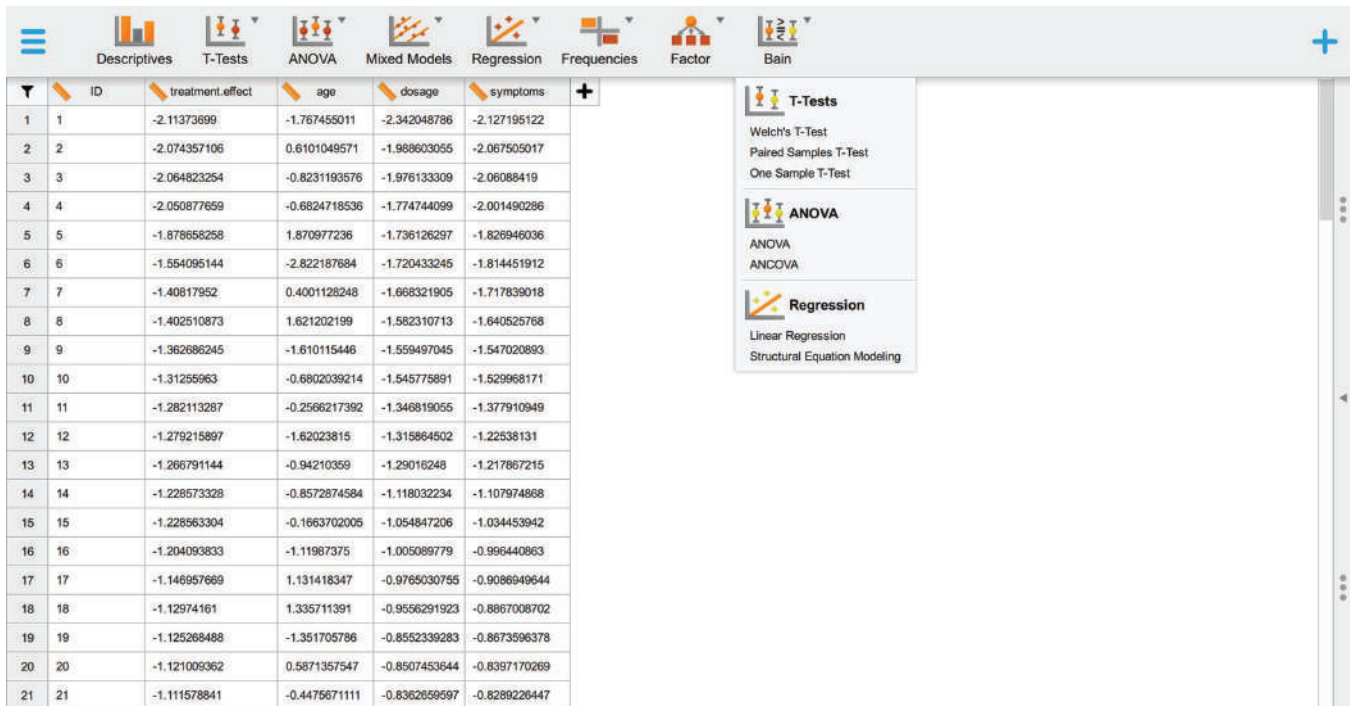 Descriptives T-Tests ANOVA Mixed Models Regression Frequencies Factor Bain
ID treatment.effect age dosage symptoms
1 1 -2.11373699 -1.767455011 -2.342048786 -2.127195122
2 2 -2.074357106 0.6101049571 -1.988603055 -2.067505017
3 3 -2.064823254 -0.8231193576 -1.976133309 -2.06088419
4 4 -2.050877659 -0.6824718536 -1.774744099 -2.001490286
5 5 -1.878658258 1.870977236 -1.736126297 -1.826946036
6 6 -1.554095144 -2.822187684 -1.720433245 -1.814451912
7 7 -1.40817952 0.4001128248 -1.668321905 -1.717839018
8 8 -1.402510873 1.621202199 -1.582310713 -1.640525768
9 9 -1.362686245 -1.610115446 -1.559497045 -1.547020893
10 10 -1.31255963 -0.6802039214 -1.545775891 -1.529968171
11 11 -1.282113287 -0.2566217392 -1.346819055 -1.377910949
12 12 -1.279215897 -1.62023815 -1.315864502 -1.22538131
13 13 -1.266791144 -0.94210359 -1.29016248 -1.217867215
14 14 -1.228573328 -0.8572874584 -1.118032234 -1.107974868
15 15 -1.228563304 -0.1663702005 -1.054847206 -1.034453942
16 16 -1.204093833 -1.11987375 -1.005089779 -0.996440863
17 17 -1.146957669 1.131418347 -0.9765030755 -0.9086949644
18 18 -1.12974161 1.335711391 -0.9556291923 -0.8867008702
19 19 -1.125268488 -1.351705786 -0.8552339283 -0.8673596378
20 20 -1.121009362 0.5871357547 -0.8507453644 -0.8397170269
21 21 -1.111578841 -0.4475671111 -0.8362659597 -0.8289226447
T-Tests
Welch's T-Test
Paired Samples T-Test
One Sample T-Test
ANOVA
ANOVA
ANCOVA
Regression
Linear Regression
Structural Equation Modeling